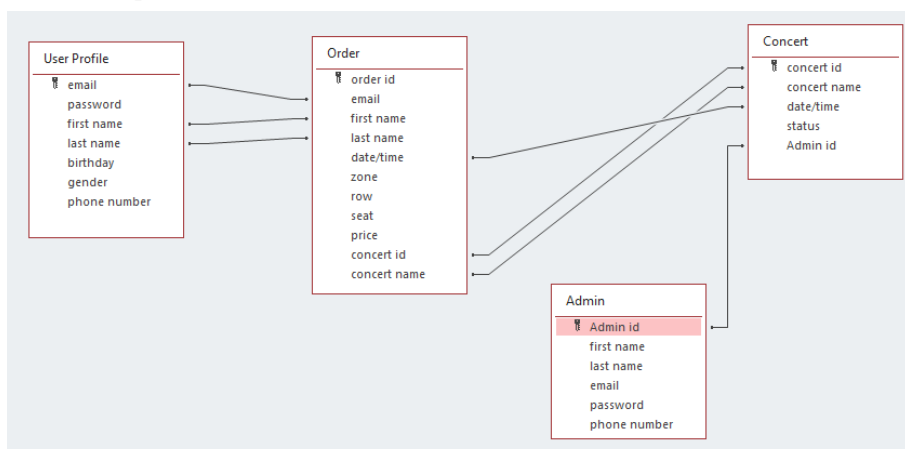 User Profile
email
password
first name
last name
birthday
gender
phone number
Order
order id
email
first name
last name
date/time
zone
row
seat
price
concert id
concert name
Concert
concert id
concert name
date/time
status
Admin id
Admin
Admin id
first name
last name
email
password
phone number